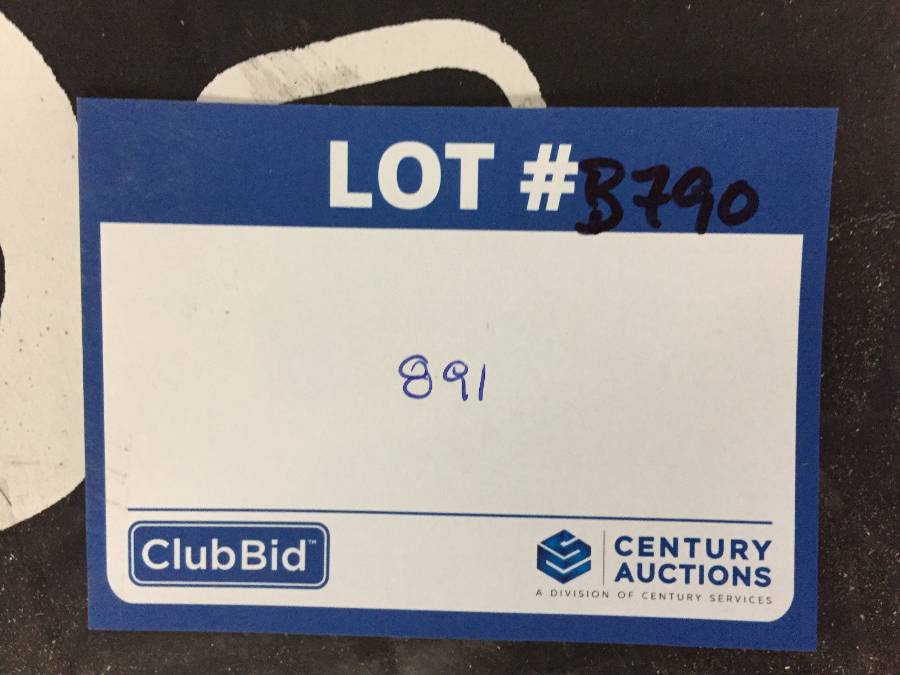 LOT #B790
891
ClubBid™
CENTURY
AUCTIONS
A DIVISION OF CENTURY SERVICES